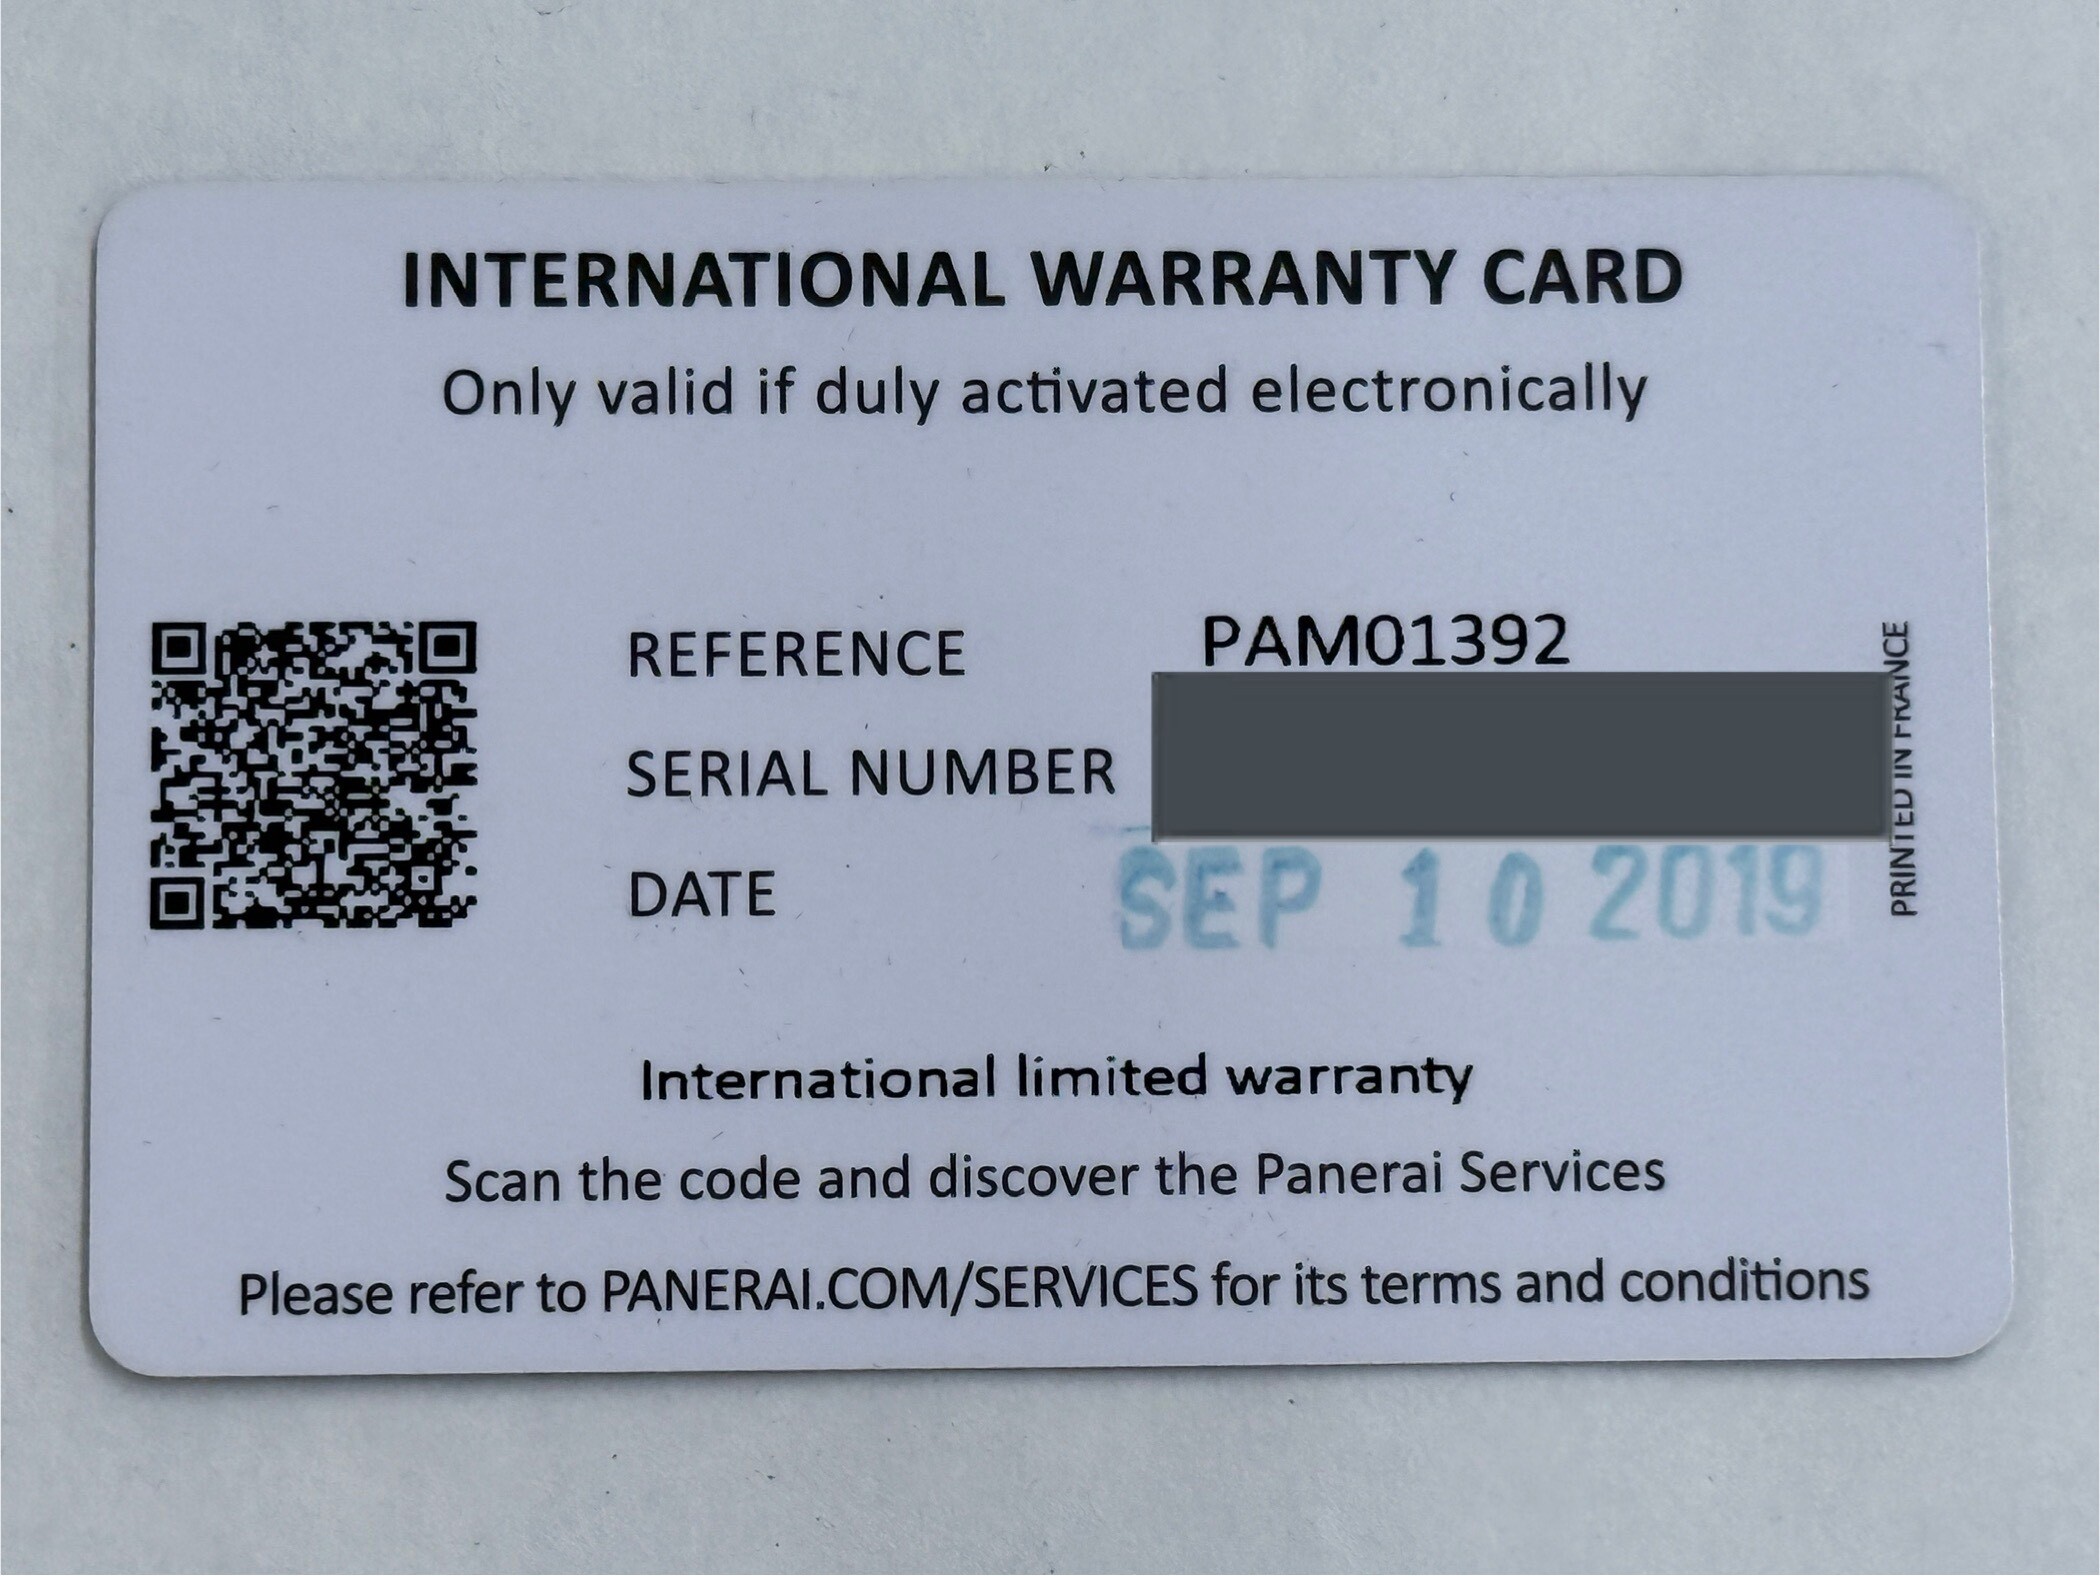 INTERNATIONAL WARRANTY CARD
Only valid if duly activated electronically
REFERENCE PAM01392
SERIAL NUMBER
DATE SEP 10 2019
PRINTED IN FRANCE
International limited warranty
Scan the code and discover the Panerai Services
Please refer to PANERAI.COM/SERVICES for its terms and conditions